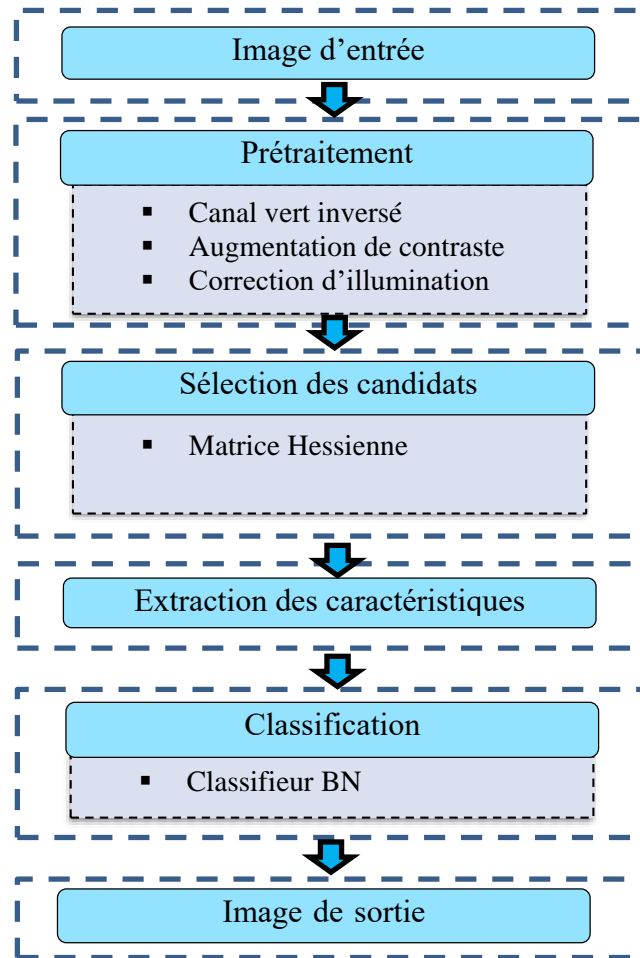 Image d’entrée
Prétraitement
▪ Canal vert inversé
▪ Augmentation de contraste
▪ Correction d’illumination
Sélection des candidats
▪ Matrice Hessienne
Extraction des caractéristiques
Classification
▪ Classifieur BN
Image de sortie